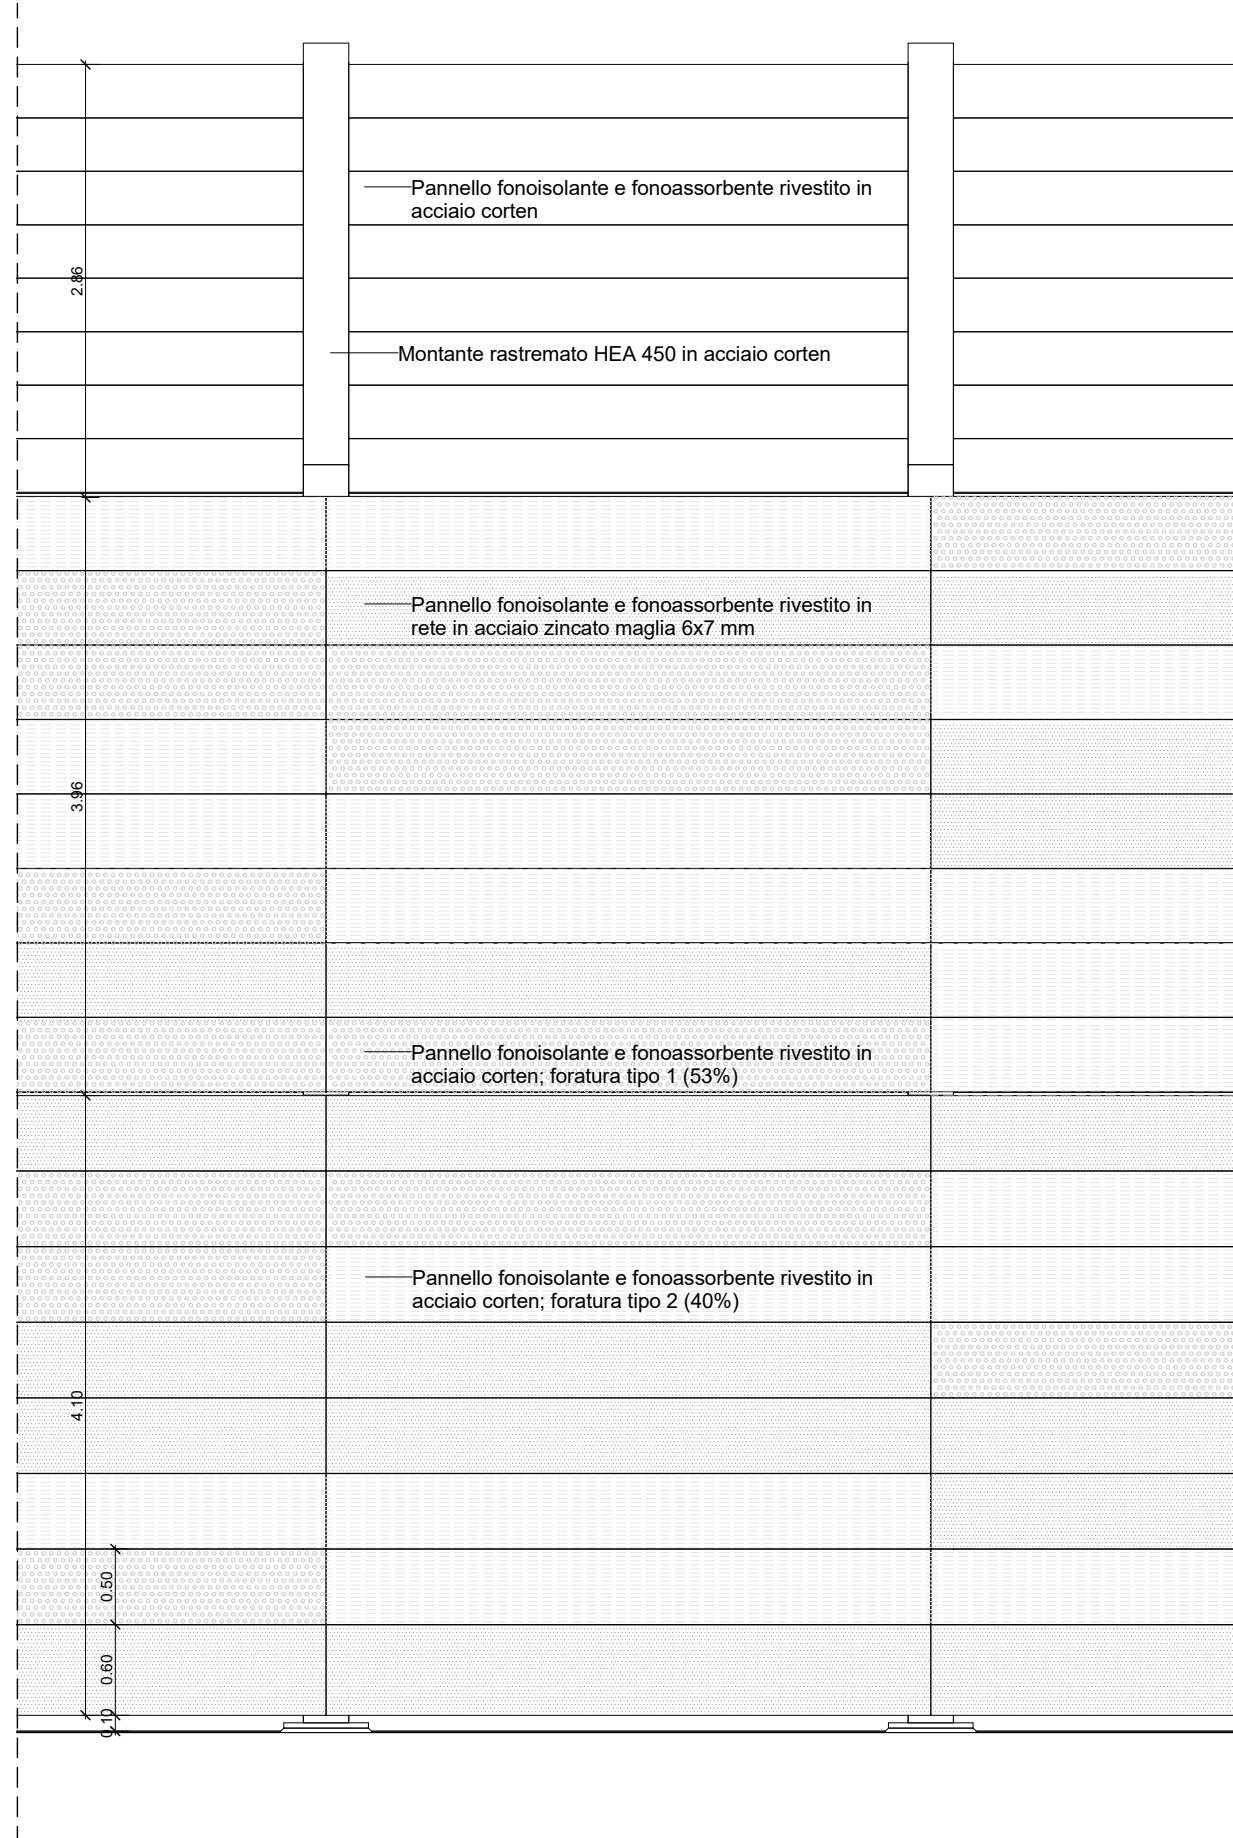 Pannello fonoisolante e fonoassorbente rivestito in
acciaio corten
2.86
Montante rastremato HEA 450 in acciaio corten
Pannello fonoisolante e fonoassorbente rivestito in
rete in acciaio zincato maglia 6x7 mm
3.96
Pannello fonoisolante e fonoassorbente rivestito in
acciaio corten; foratura tipo 1 (53%)
Pannello fonoisolante e fonoassorbente rivestito in
acciaio corten; foratura tipo 2 (40%)
4.10
0.50
0.60
0.10